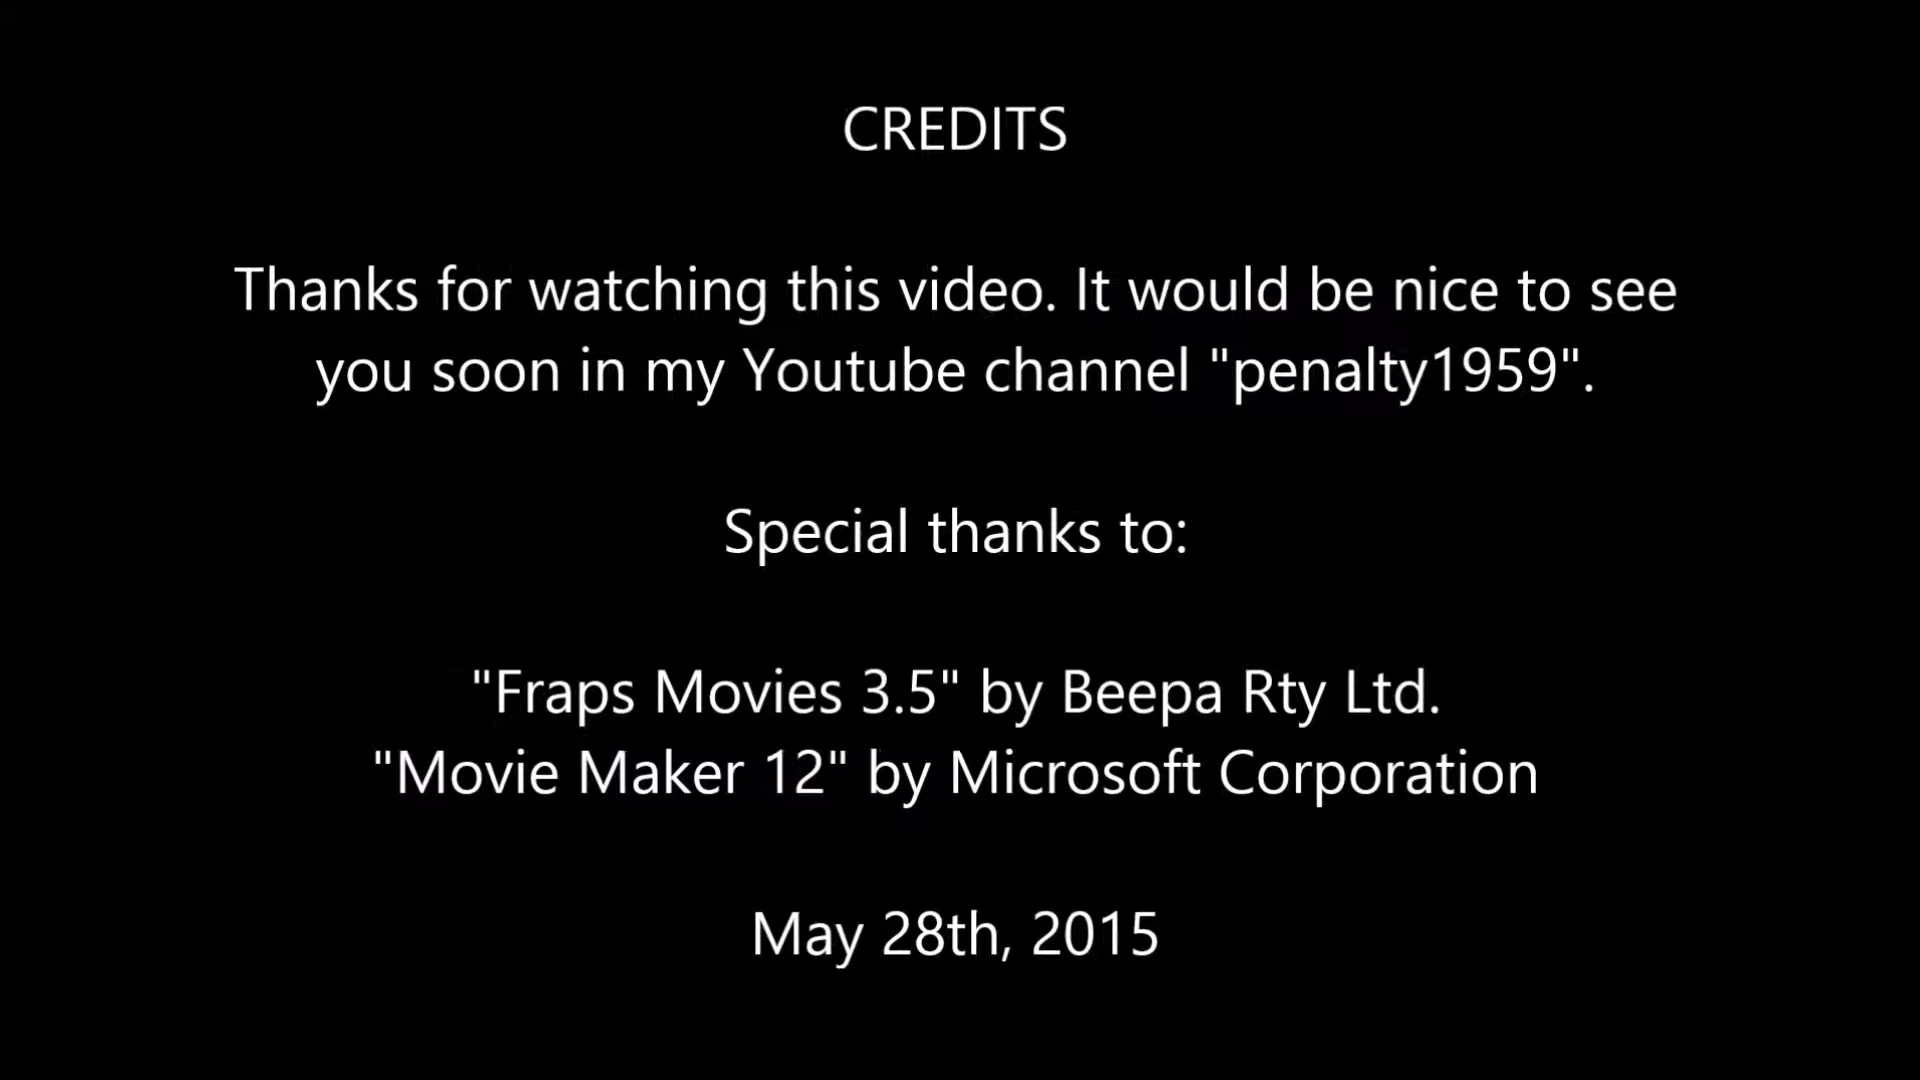 CREDITS
Thanks for watching this video. It would be nice to see
you soon in my Youtube channel "penalty1959".
Special thanks to:
"Fraps Movies 3.5" by Beepa Rty Ltd.
"Movie Maker 12" by Microsoft Corporation
May 28th, 2015